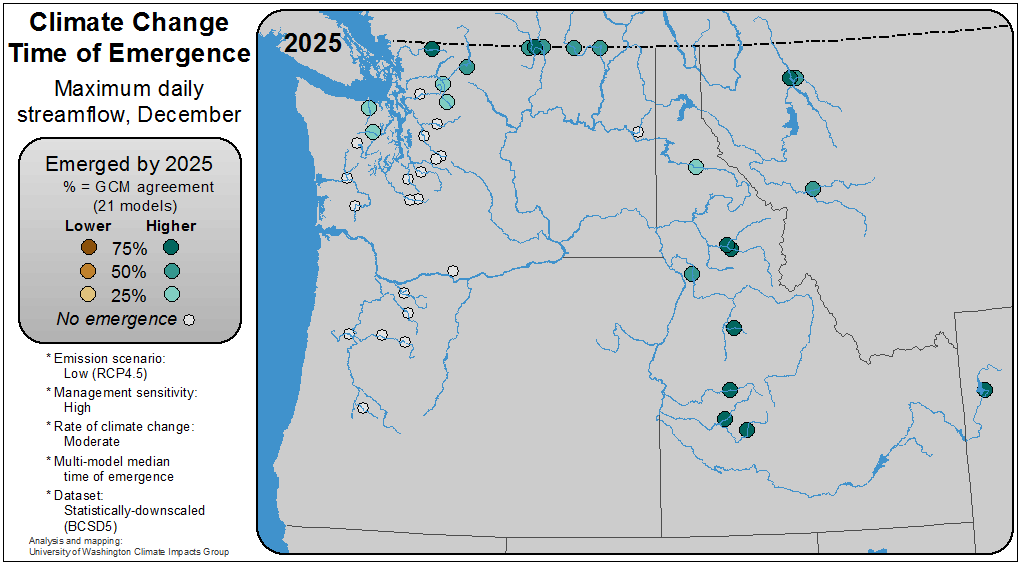 Climate Change
Time of Emergence
Maximum daily
streamflow, December
Emerged by 2025
% = GCM agreement
(21 models)
Lower Higher
75%
50%
25%
No emergence
* Emission scenario:
Low (RCP4.5)
* Management sensitivity:
High
* Rate of climate change:
Moderate
* Multi-model median
time of emergence
* Dataset:
Statistically-downscaled
(BCSD5)
Analysis and mapping:
University of Washington Climate Impacts Group
2025